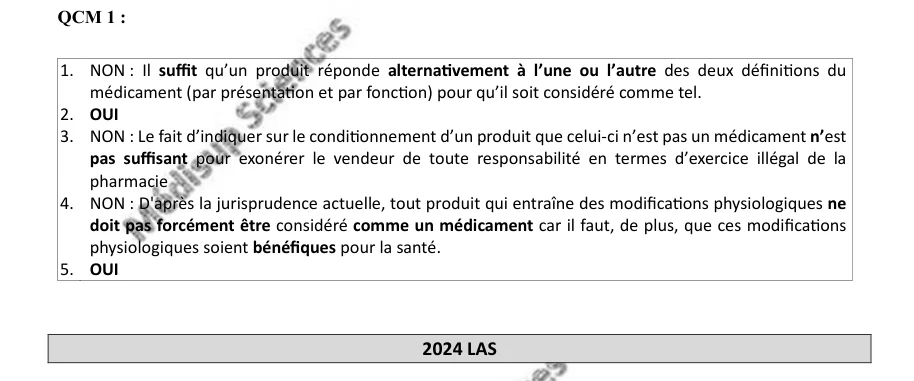 QCM 1 :
1. NON : Il suffit qu’un produit réponde alternativement à l’une ou l’autre des deux définitions du
médicament (par présentation et par fonction) pour qu’il soit considéré comme tel.
2. OUI
3. NON : Le fait d’indiquer sur le conditionnement d’un produit que celui-ci n’est pas un médicament n’est
pas suffisant pour exonérer le vendeur de toute responsabilité en termes d’exercice illégal de la
pharmacie
4. NON : D'après la jurisprudence actuelle, tout produit qui entraîne des modifications physiologiques ne
doit pas forcément être considéré comme un médicament car il faut, de plus, que ces modifications
physiologiques soient bénéfiques pour la santé.
5. OUI
Médisup Sciences
2024 LAS